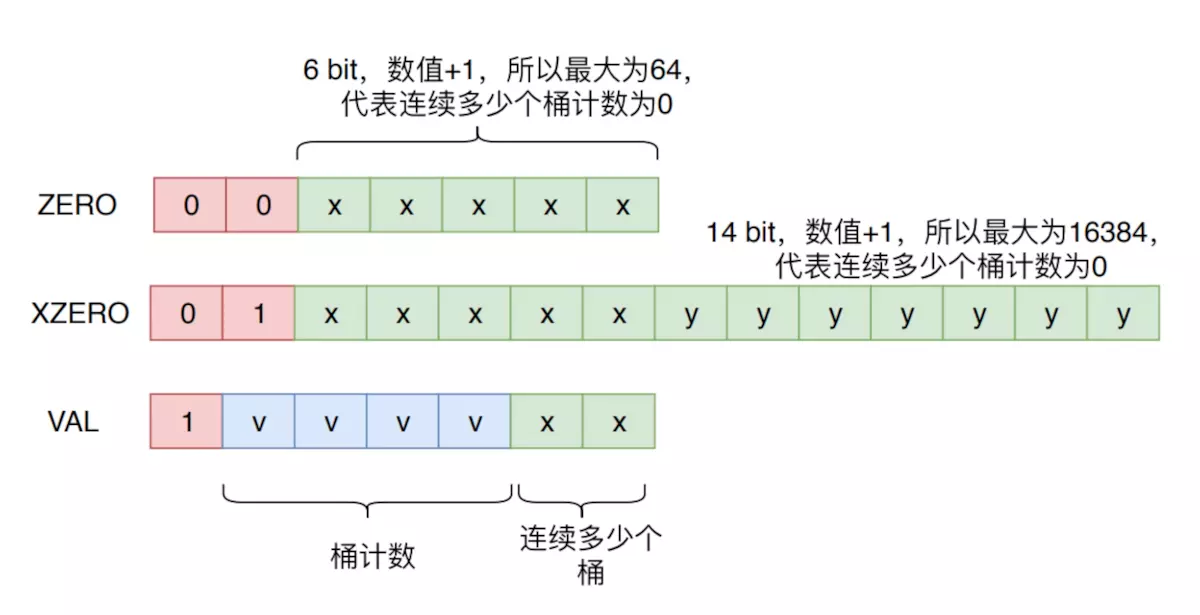 6 bit，数值+1，所以最大为64，
代表连续多少个桶计数为0
ZERO 0 0 x x x x x
14 bit，数值+1，所以最大为16384，
代表连续多少个桶计数为0
XZERO 0 1 x x x x x y y y y y y y
VAL 1 v v v v x x
桶计数
连续多少个
桶